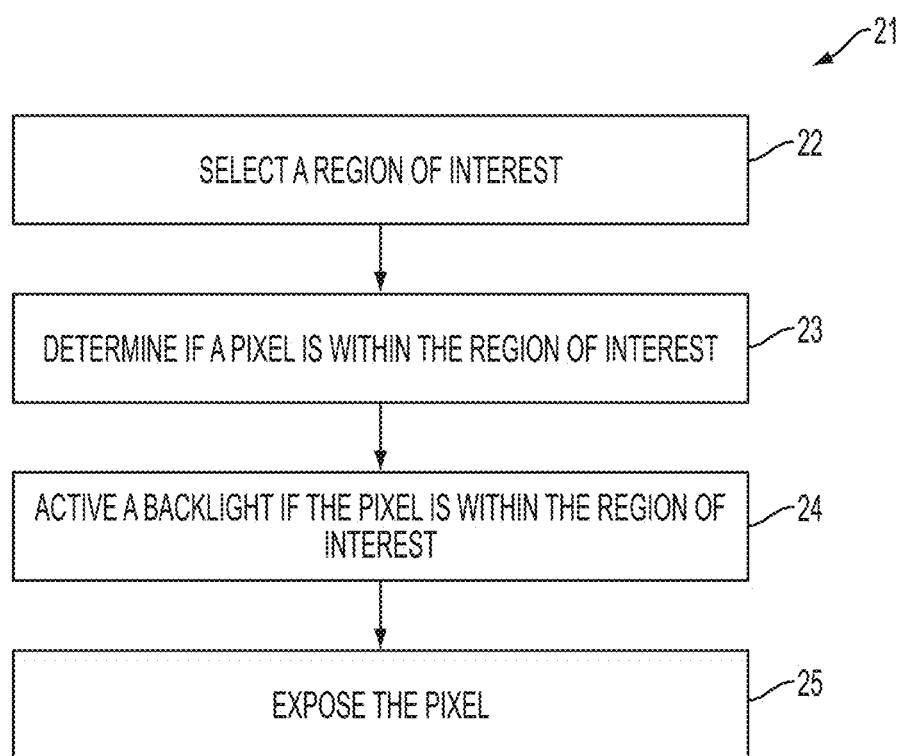 21
SELECT A REGION OF INTEREST
22
DETERMINE IF A PIXEL IS WITHIN THE REGION OF INTEREST
23
ACTIVE A BACKLIGHT IF THE PIXEL IS WITHIN THE REGION OF
INTEREST
24
EXPOSE THE PIXEL
25